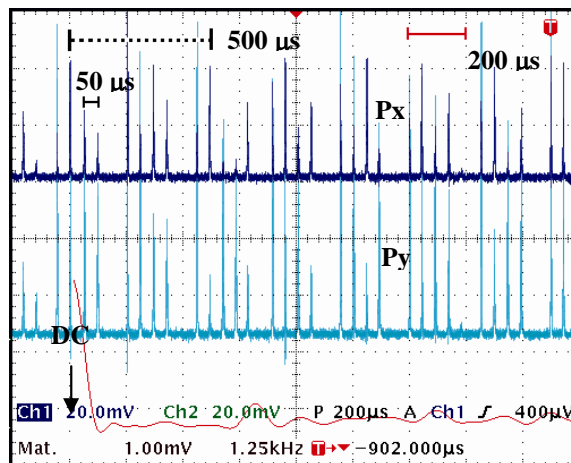 T
500 µs
200 µs
50 µs
Px
Py
DC
Ch1 20.0mV Ch2 20.0mV P 200µs A Ch1 400µV
Mat. 1.00mV 1.25kHz T −902.000µs